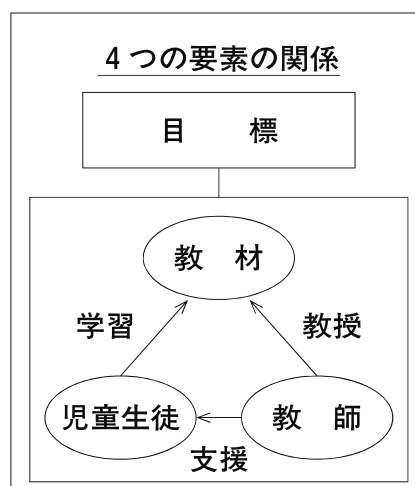 4つの要素の関係
目　標
教　材
学習
教授
児童生徒
教　師
支援